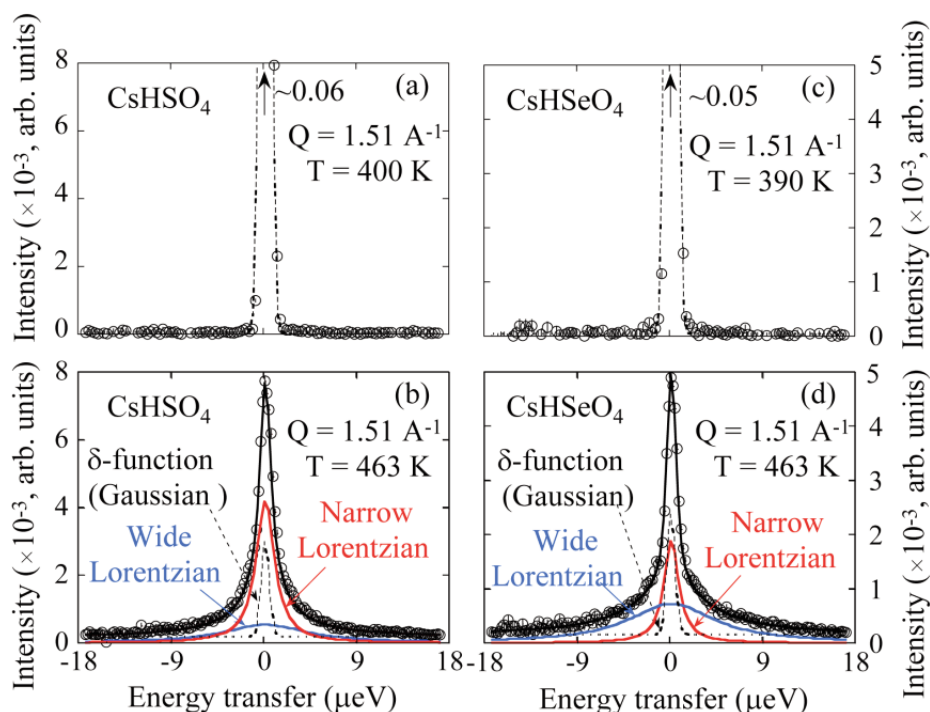 Intensity (×10⁻³, arb. units)
8
6
4
2
0
CsHSO₄
~0.06
(a)
Q = 1.51 A⁻¹
T = 400 K
CsHSeO₄
~0.05
(c)
Q = 1.51 A⁻¹
T = 390 K
5
4
3
2
1
0
Intensity (×10⁻³, arb. units)
Intensity (×10⁻³, arb. units)
8
6
4
2
0
CsHSO₄
(b)
Q = 1.51 A⁻¹
T = 463 K
δ-function
(Gaussian )
Wide
Lorentzian
Narrow
Lorentzian
-18 -9 0 9 18
Energy transfer (μeV)
CsHSeO₄
(d)
Q = 1.51 A⁻¹
T = 463 K
δ-function
(Gaussian)
Wide
Lorentzian
Narrow
Lorentzian
5
4
3
2
1
0
Intensity (×10⁻³, arb. units)
-9 0 9 18
Energy transfer (μeV)